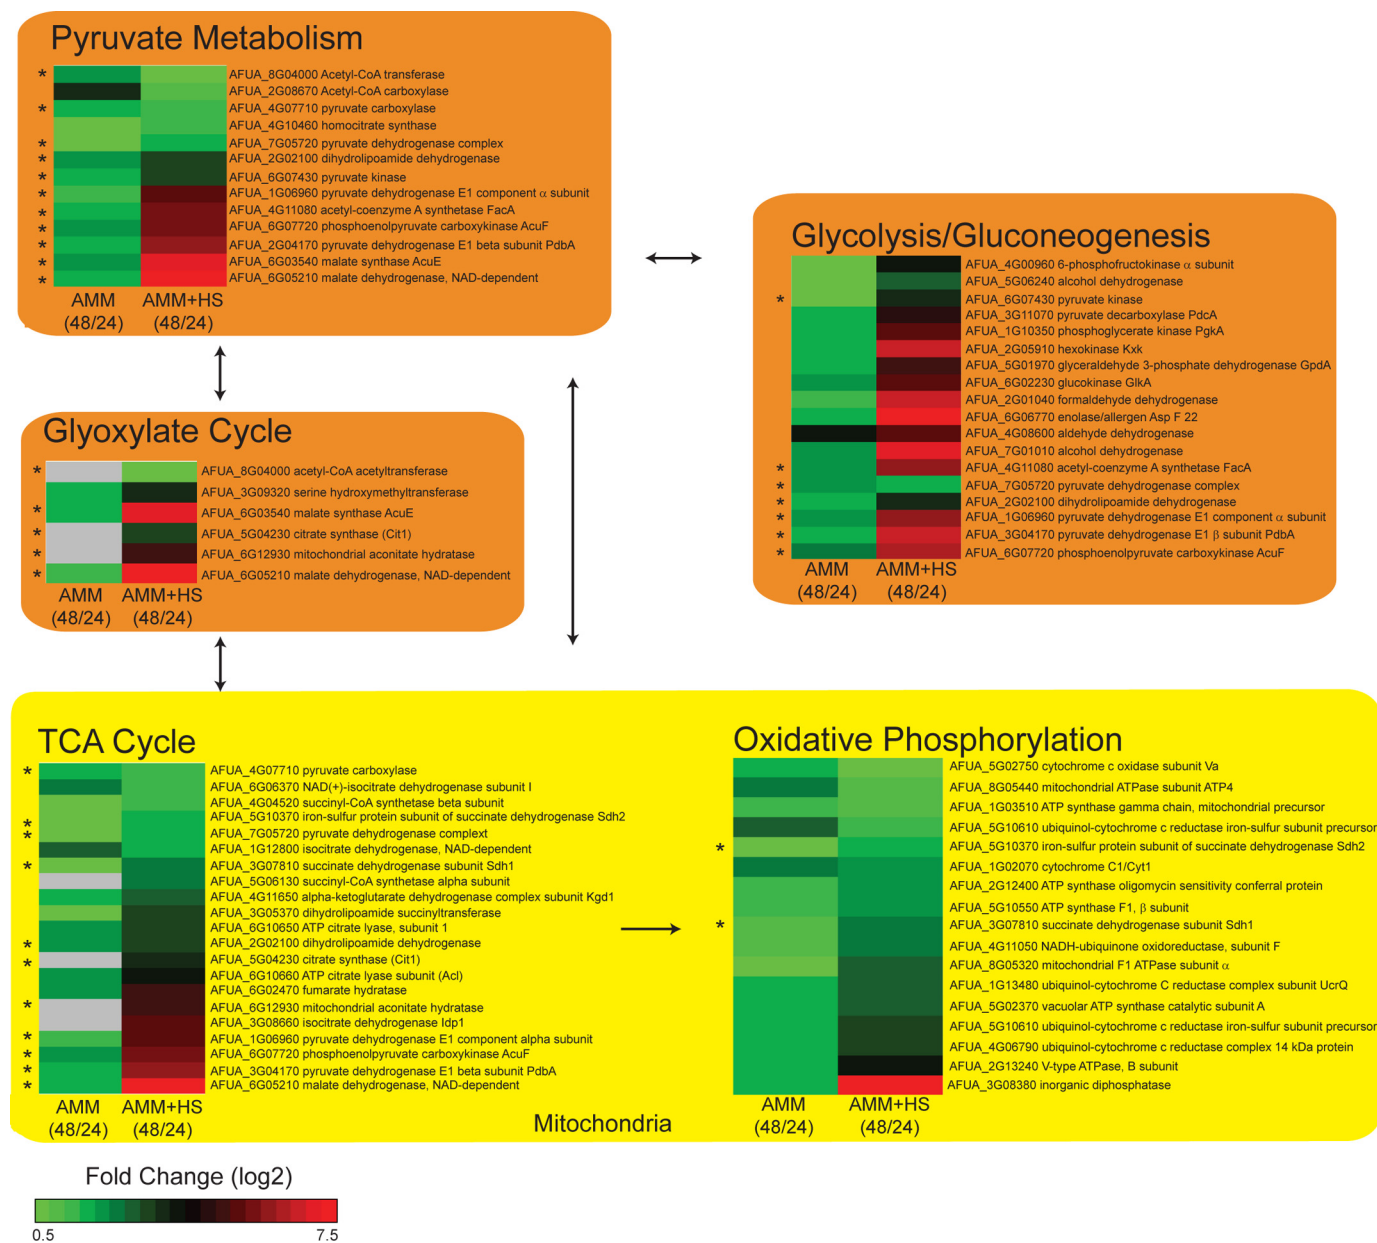 Pyruvate Metabolism
* AFUA_8G04000 Acetyl-CoA transferase
AFUA_2G08670 Acetyl-CoA carboxylase
* AFUA_4G07710 pyruvate carboxylase
AFUA_4G10460 homocitrate synthase
* AFUA_7G05720 pyruvate dehydrogenase complex
* AFUA_2G02100 dihydrolipoamide dehydrogenase
* AFUA_6G07430 pyruvate kinase
* AFUA_1G06960 pyruvate dehydrogenase E1 component α subunit
* AFUA_4G11080 acetyl-coenzyme A synthetase FacA
* AFUA_6G07720 phosphoenolpyruvate carboxykinase AcuF
* AFUA_2G04170 pyruvate dehydrogenase E1 beta subunit PdbA
* AFUA_6G03540 malate synthase AcuE
* AFUA_6G05210 malate dehydrogenase, NAD-dependent
AMM AMM+HS
(48/24) (48/24)
Glycolysis/Gluconeogenesis
AFUA_4G00960 6-phosphofructokinase α subunit
AFUA_5G06240 alcohol dehydrogenase
* AFUA_6G07430 pyruvate kinase
AFUA_3G11070 pyruvate decarboxylase PdcA
AFUA_1G10350 phosphoglycerate kinase PgkA
AFUA_2G05910 hexokinase Kxk
AFUA_5G01970 glyceraldehyde 3-phosphate dehydrogenase GpdA
AFUA_6G02230 glucokinase GlkA
AFUA_2G01040 formaldehyde dehydrogenase
AFUA_6G06770 enolase/allergen Asp F 22
AFUA_4G08600 aldehyde dehydrogenase
AFUA_7G01010 alcohol dehydrogenase
* AFUA_4G11080 acetyl-coenzyme A synthetase FacA
* AFUA_7G05720 pyruvate dehydrogenase complex
* AFUA_2G02100 dihydrolipoamide dehydrogenase
* AFUA_1G06960 pyruvate dehydrogenase E1 component α subunit
* AFUA_3G04170 pyruvate dehydrogenase E1 β subunit PdbA
* AFUA_6G07720 phosphoenolpyruvate carboxykinase AcuF
AMM AMM+HS
(48/24) (48/24)
Glyoxylate Cycle
* AFUA_8G04000 acetyl-CoA acetyltransferase
AFUA_3G09320 serine hydroxymethyltransferase
* AFUA_6G03540 malate synthase AcuE
* AFUA_5G04230 citrate synthase (Cit1)
* AFUA_6G12930 mitochondrial aconitate hydratase
* AFUA_6G05210 malate dehydrogenase, NAD-dependent
AMM AMM+HS
(48/24) (48/24)
TCA Cycle
* AFUA_4G07710 pyruvate carboxylase
AFUA_6G06370 NAD(+)-isocitrate dehydrogenase subunit I
AFUA_4G04520 succinyl-CoA synthetase beta subunit
* AFUA_5G10370 iron-sulfur protein subunit of succinate dehydrogenase Sdh2
* AFUA_7G05720 pyruvate dehydrogenase complext
AFUA_1G12800 isocitrate dehydrogenase, NAD-dependent
* AFUA_3G07810 succinate dehydrogenase subunit Sdh1
AFUA_5G06130 succinyl-CoA synthetase alpha subunit
AFUA_4G11650 alpha-ketoglutarate dehydrogenase complex subunit Kgd1
AFUA_3G05370 dihydrolipoamide succinyltransferase
AFUA_6G10650 ATP citrate lyase, subunit 1
* AFUA_2G02100 dihydrolipoamide dehydrogenase
* AFUA_5G04230 citrate synthase (Cit1)
AFUA_6G10660 ATP citrate lyase subunit (Acl)
AFUA_6G02470 fumarate hydratase
* AFUA_6G12930 mitochondrial aconitate hydratase
AFUA_3G08660 isocitrate dehydrogenase Idp1
* AFUA_1G06960 pyruvate dehydrogenase E1 component alpha subunit
* AFUA_6G07720 phosphoenolpyruvate carboxykinase AcuF
* AFUA_3G04170 pyruvate dehydrogenase E1 beta subunit PdbA
* AFUA_6G05210 malate dehydrogenase, NAD-dependent
AMM AMM+HS
(48/24) (48/24)
Oxidative Phosphorylation
AFUA_5G02750 cytochrome c oxidase subunit Va
AFUA_8G05440 mitochondrial ATPase subunit ATP4
AFUA_1G03510 ATP synthase gamma chain, mitochondrial precursor
AFUA_5G10610 ubiquinol-cytochrome c reductase iron-sulfur subunit precursor
* AFUA_5G10370 iron-sulfur protein subunit of succinate dehydrogenase Sdh2
AFUA_1G02070 cytochrome C1/Cyt1
AFUA_2G12400 ATP synthase oligomycin sensitivity conferral protein
AFUA_5G10550 ATP synthase F1, β subunit
* AFUA_3G07810 succinate dehydrogenase subunit Sdh1
AFUA_4G11050 NADH-ubiquinone oxidoreductase, subunit F
AFUA_8G05320 mitochondrial F1 ATPase subunit α
AFUA_1G13480 ubiquinol-cytochrome C reductase complex subunit UcrQ
AFUA_5G02370 vacuolar ATP synthase catalytic subunit A
AFUA_5G10610 ubiquinol-cytochrome c reductase iron-sulfur subunit precursor
AFUA_4G06790 ubiquinol-cytochrome c reductase complex 14 kDa protein
AFUA_2G13240 V-type ATPase, B subunit
AFUA_3G08380 inorganic diphosphatase
AMM AMM+HS
(48/24) (48/24)
Mitochondria
Fold Change (log2)
0.5 7.5